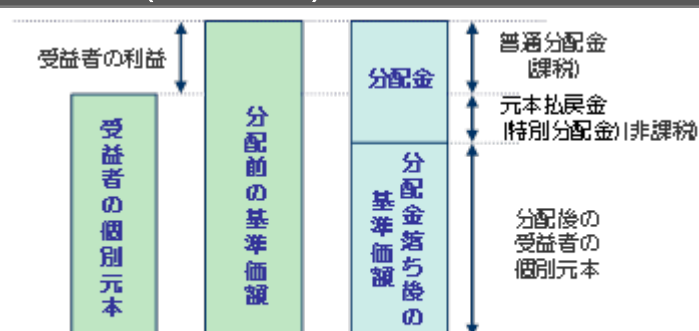 受益者の利益
受益者の個別元本
分配前の基準価額
分配金
分配金落ち後の
基準価額
普通分配金
(課税)
元本払戻金
(特別分配金)(非課税)
分配後の
受益者の
個別元本